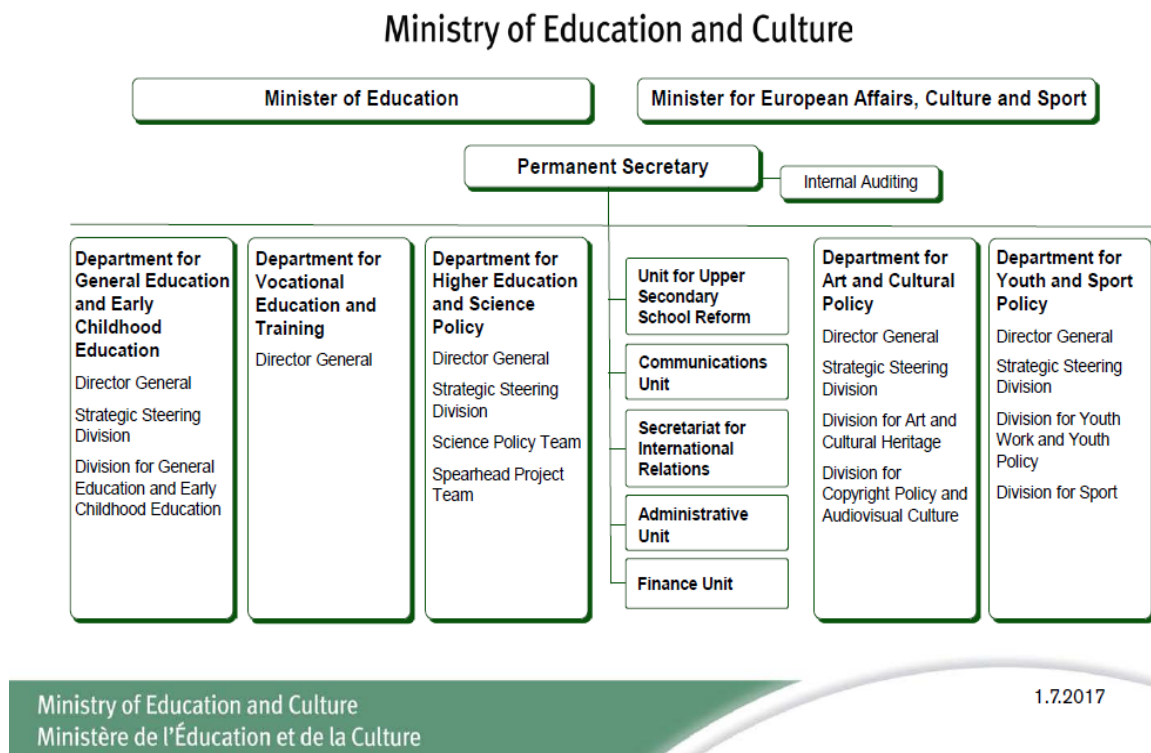 Ministry of Education and Culture
Minister of Education
Minister for European Affairs, Culture and Sport
Permanent Secretary
Internal Auditing
Department for
General Education
and Early
Childhood
Education
Director General
Strategic Steering
Division
Division for General
Education and Early
Childhood Education
Department for
Vocational
Education and
Training
Director General
Department for
Higher Education
and Science
Policy
Director General
Strategic Steering
Division
Science Policy Team
Spearhead Project
Team
Unit for Upper
Secondary
School Reform
Communications
Unit
Secretariat for
International
Relations
Administrative
Unit
Finance Unit
Department for
Art and Cultural
Policy
Director General
Strategic Steering
Division
Division for Art and
Cultural Heritage
Division for
Copyright Policy and
Audiovisual Culture
Department for
Youth and Sport
Policy
Director General
Strategic Steering
Division
Division for Youth
Work and Youth
Policy
Division for Sport
Ministry of Education and Culture
Ministère de l'Éducation et de la Culture
1.7.2017